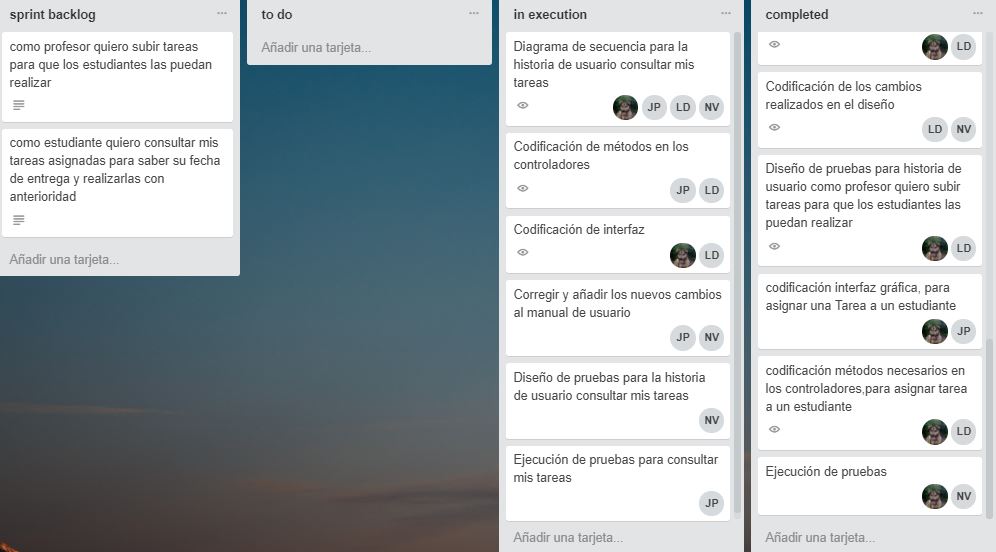 sprint backlog
como profesor quiero subir tareas
para que los estudiantes las puedan
realizar
como estudiante quiero consultar mis
tareas asignadas para saber su fecha
de entrega y realizarlas con
anterioridad
Añadir una tarjeta...
to do
Añadir una tarjeta...
in execution
Diagrama de secuencia para la
historia de usuario consultar mis
tareas
JP LD NV
Codificación de métodos en los
controladores
JP LD
Codificación de interfaz
LD
Corregir y añadir los nuevos cambios
al manual de usuario
JP NV
Diseño de pruebas para la historia
de usuario consultar mis tareas
NV
Ejecución de pruebas para consultar
mis tareas
JP
Añadir una tarjeta...
completed
LD
Codificación de los cambios
realizados en el diseño
LD NV
Diseño de pruebas para historia de
usuario como profesor quiero subir
tareas para que los estudiantes las
puedan realizar
LD
codificación interfaz gráfica, para
asignar una Tarea a un estudiante
JP
codificación métodos necesarios en
los controladores,para asignar tarea
a un estudiante
LD
Ejecución de pruebas
NV
Añadir una tarjeta...